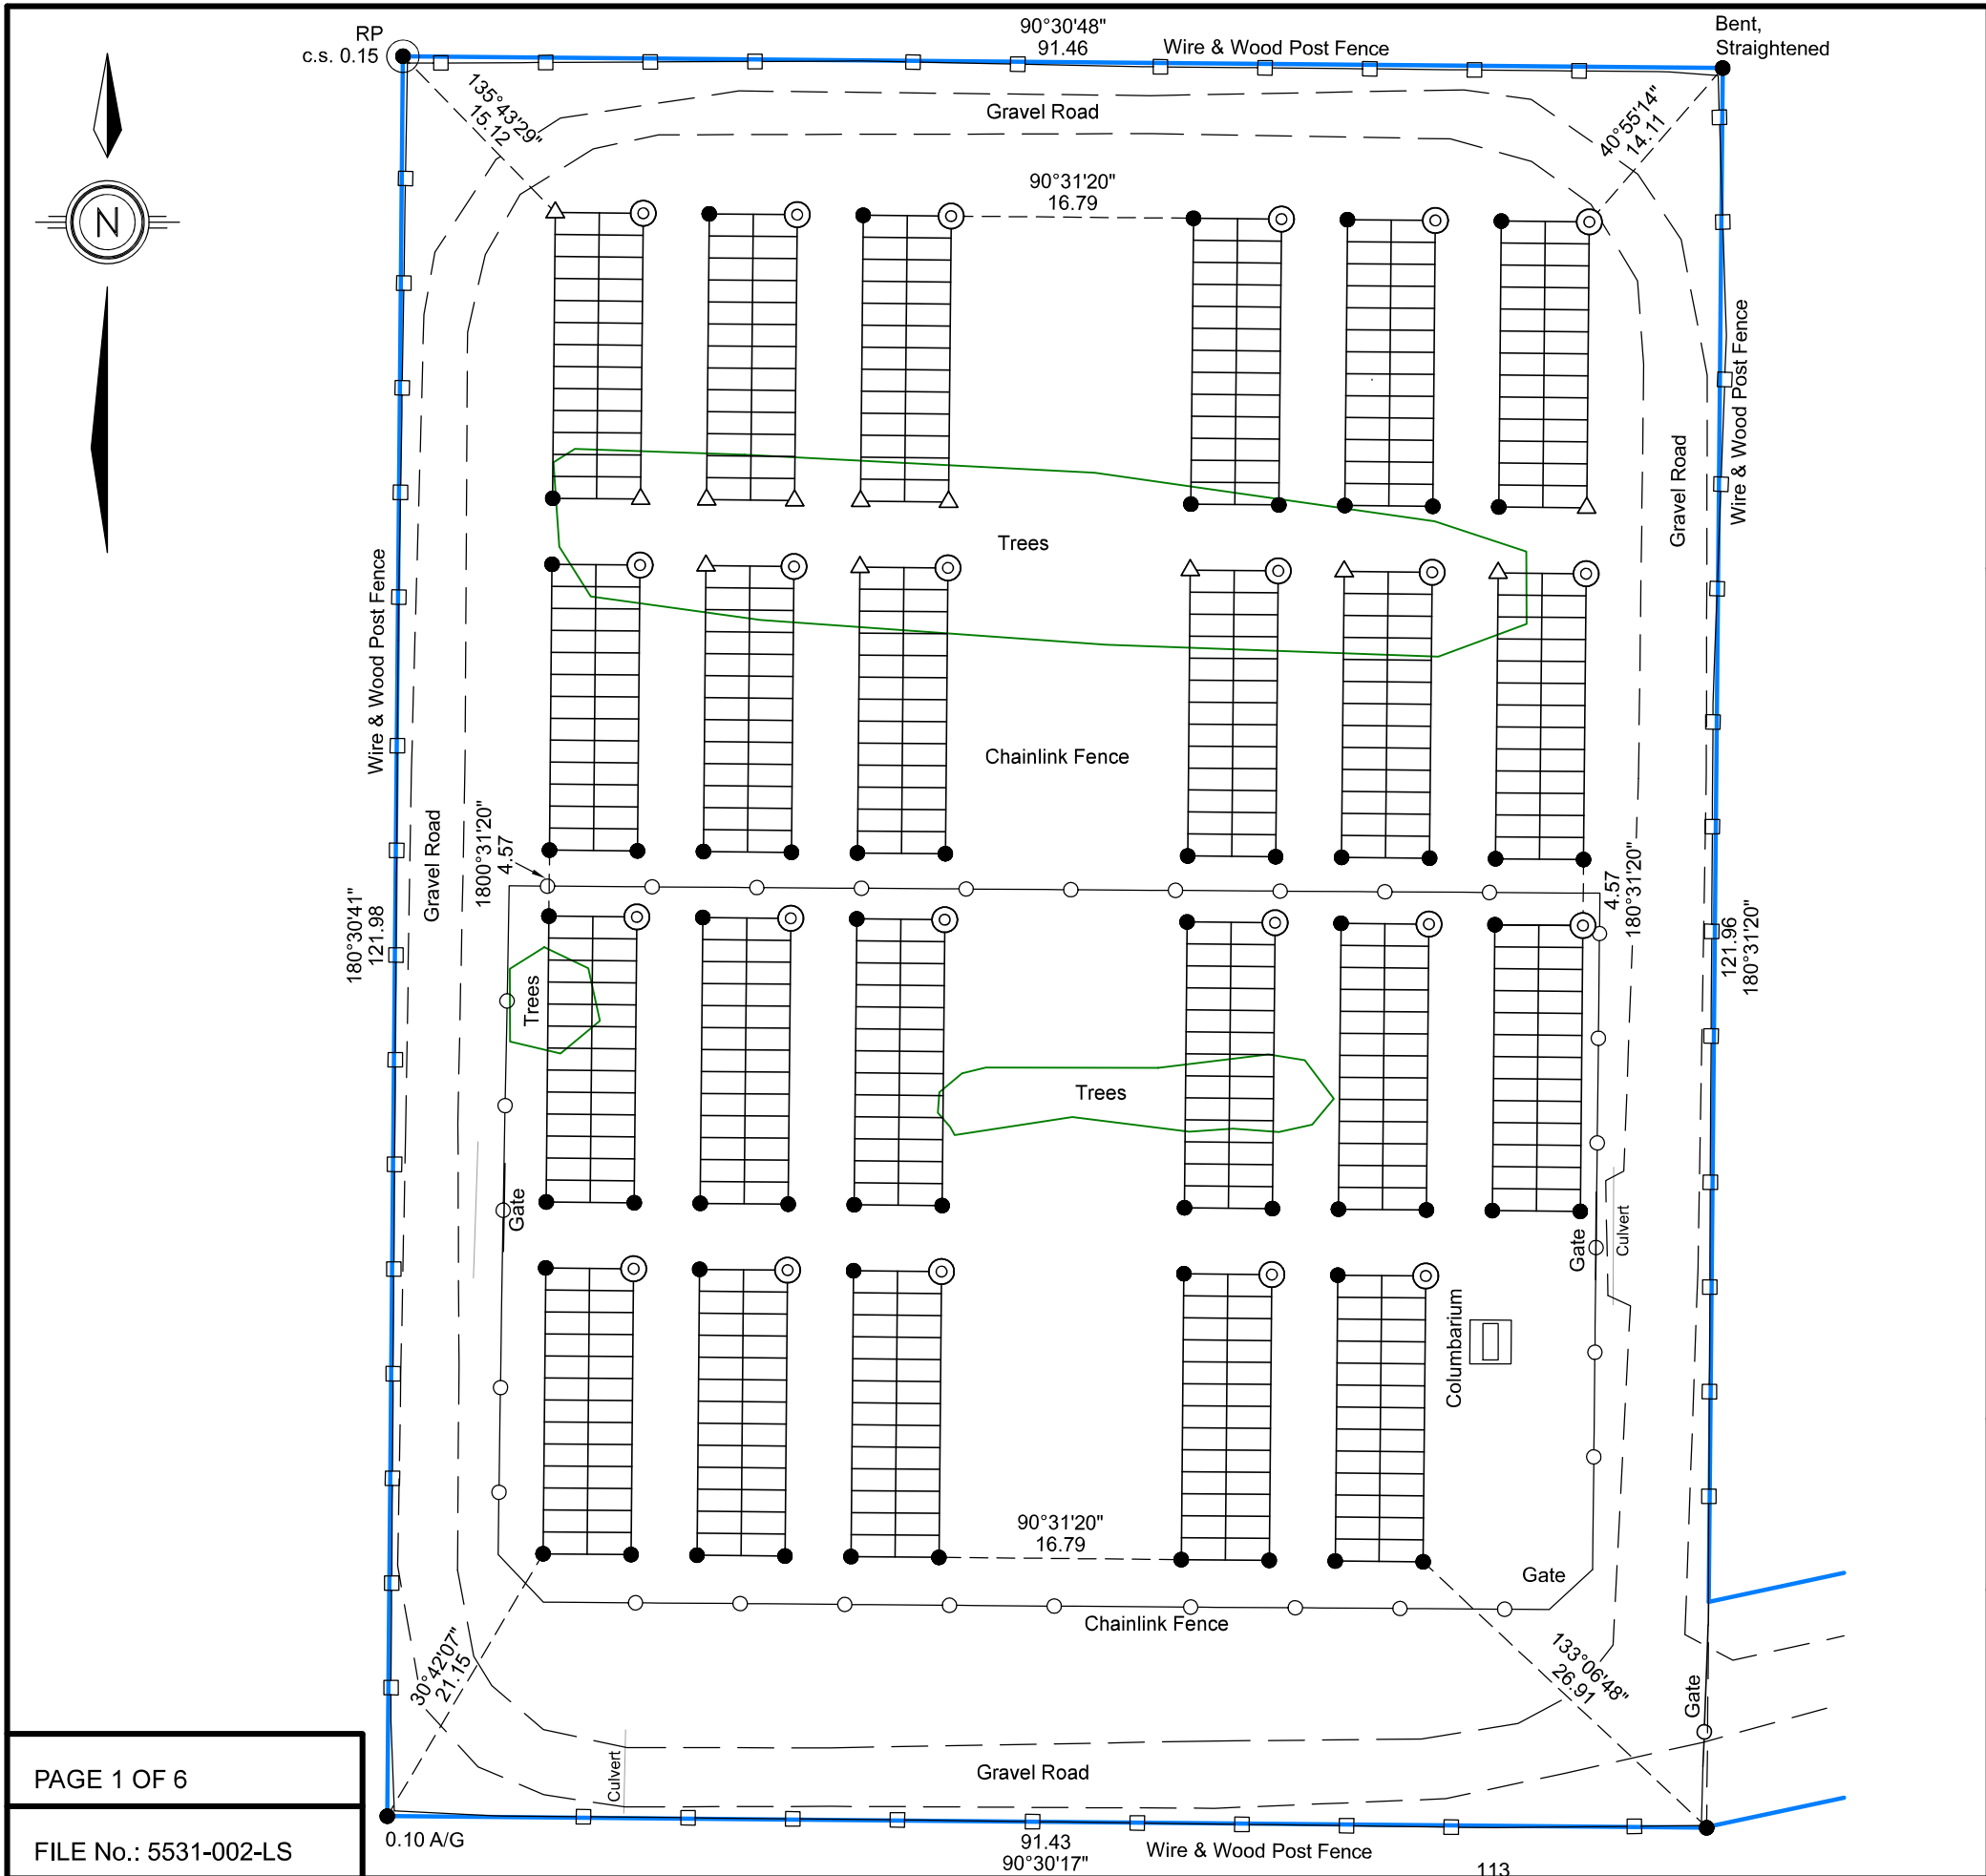 RP
c.s. 0.15
90°30'48"
91.46
Wire & Wood Post Fence
Bent,
Straightened
135°43'29"
15.12
Gravel Road
40°55'14"
14.11
N
90°31'20"
16.79
Wire & Wood Post Fence
Gravel Road
Trees
Wire & Wood Post Fence
Chainlink Fence
Gravel Road
1800°31'20"
4.57
4.57
180°31'20"
180°30'41"
121.98
121.96
180°31'20"
Trees
Trees
Gate
Gate
Culvert
Columbarium
90°31'20"
16.79
Gate
Chainlink Fence
30°42'07"
21.15
133°06'48"
26.91
Gate
PAGE 1 OF 6
Culvert
Gravel Road
FILE No.: 5531-002-LS
0.10 A/G
91.43
90°30'17"
Wire & Wood Post Fence
113